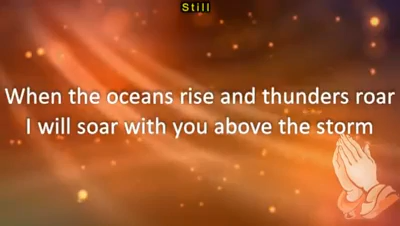 Still
When the oceans rise and thunders roar
I will soar with you above the storm